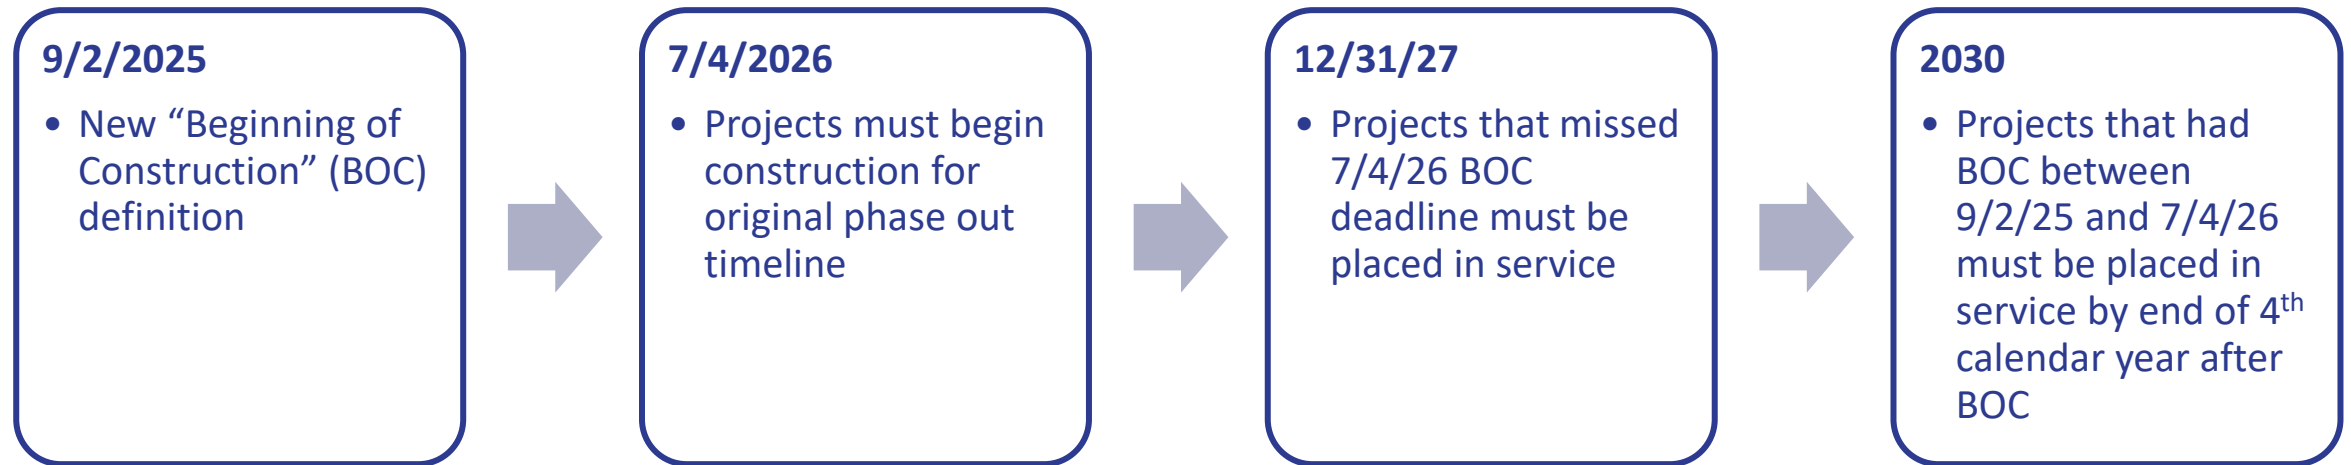 9/2/2025
• New “Beginning of
Construction” (BOC)
definition
7/4/2026
• Projects must begin
construction for
original phase out
timeline
12/31/27
• Projects that missed
7/4/26 BOC
deadline must be
placed in service
2030
• Projects that had
BOC between
9/2/25 and 7/4/26
must be placed in
service by end of 4th
calendar year after
BOC